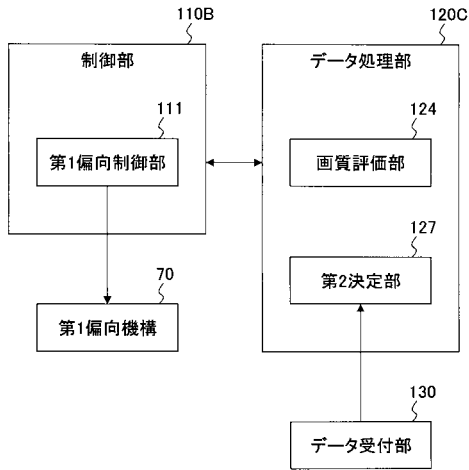 110B
制御部
111
第1偏向制御部
70
第1偏向機構
120C
データ処理部
124
画質評価部
127
第2決定部
130
データ受付部